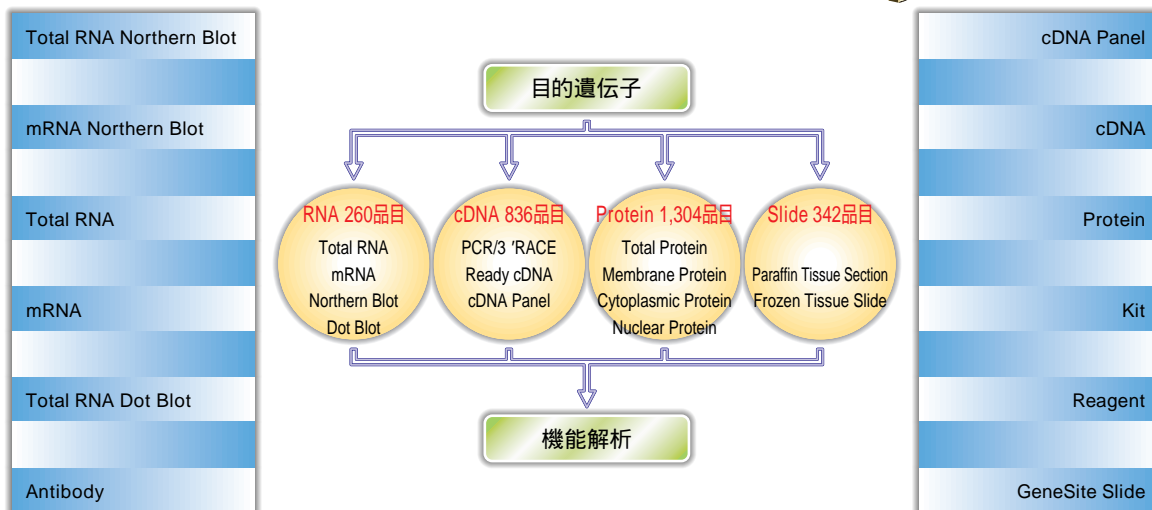 Total RNA Northern Blot
mRNA Northern Blot
Total RNA
mRNA
Total RNA Dot Blot
Antibody
目的遺伝子
RNA 260品目
Total RNA
mRNA
Northern Blot
Dot Blot
cDNA 836品目
PCR/3 ′RACE
Ready cDNA
cDNA Panel
Protein 1,304品目
Total Protein
Membrane Protein
Cytoplasmic Protein
Nuclear Protein
Slide 342品目
Paraffin Tissue Section
Frozen Tissue Slide
機能解析
cDNA Panel
cDNA
Protein
Kit
Reagent
GeneSite Slide